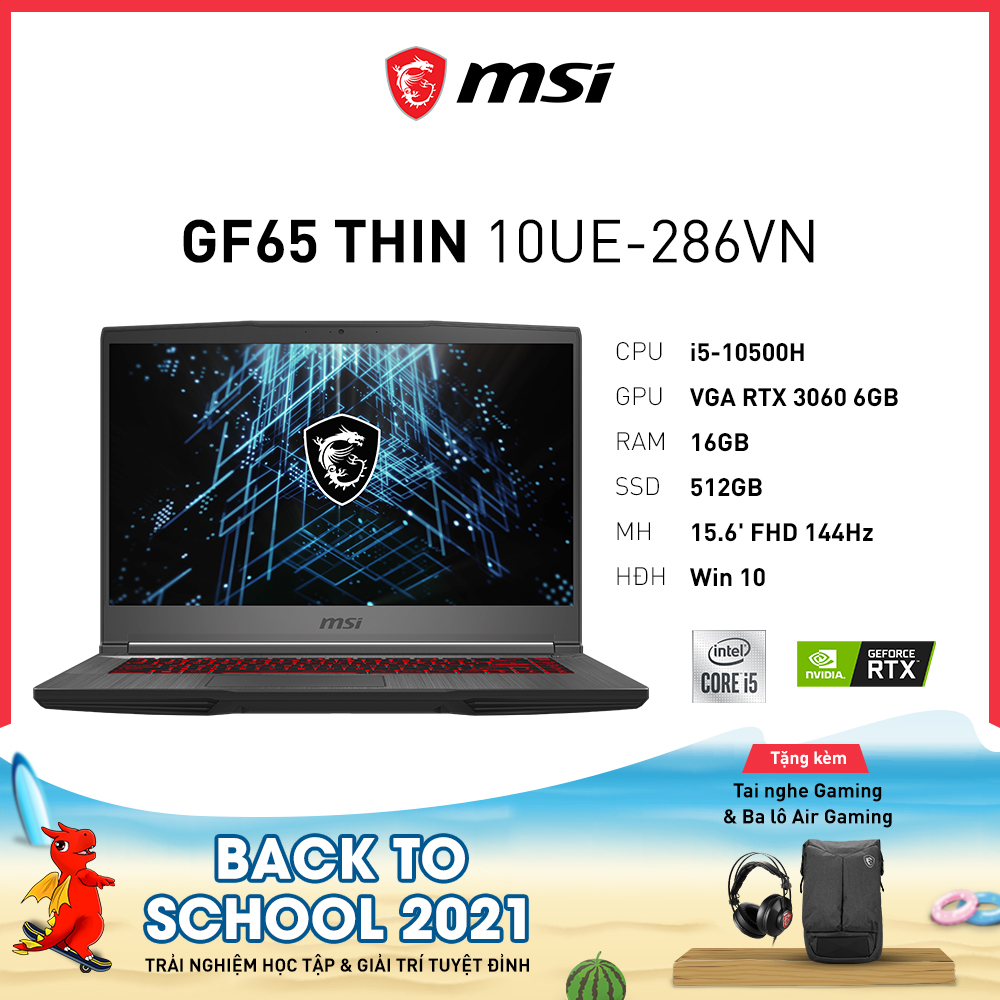 msi
GF65 THIN 10UE-286VN
CPU i5-10500H
GPU VGA RTX 3060 6GB
RAM 16GB
SSD 512GB
MH 15.6' FHD 144Hz
HĐH Win 10
msi
intel
CORE i5
NVIDIA.
GEFORCE
RTX
Tặng kèm
Tai nghe Gaming
& Ba lô Air Gaming
BACK TO
SCHOOL 2021
TRẢI NGHIỆM HỌC TẬP & GIẢI TRÍ TUYỆT ĐỈNH